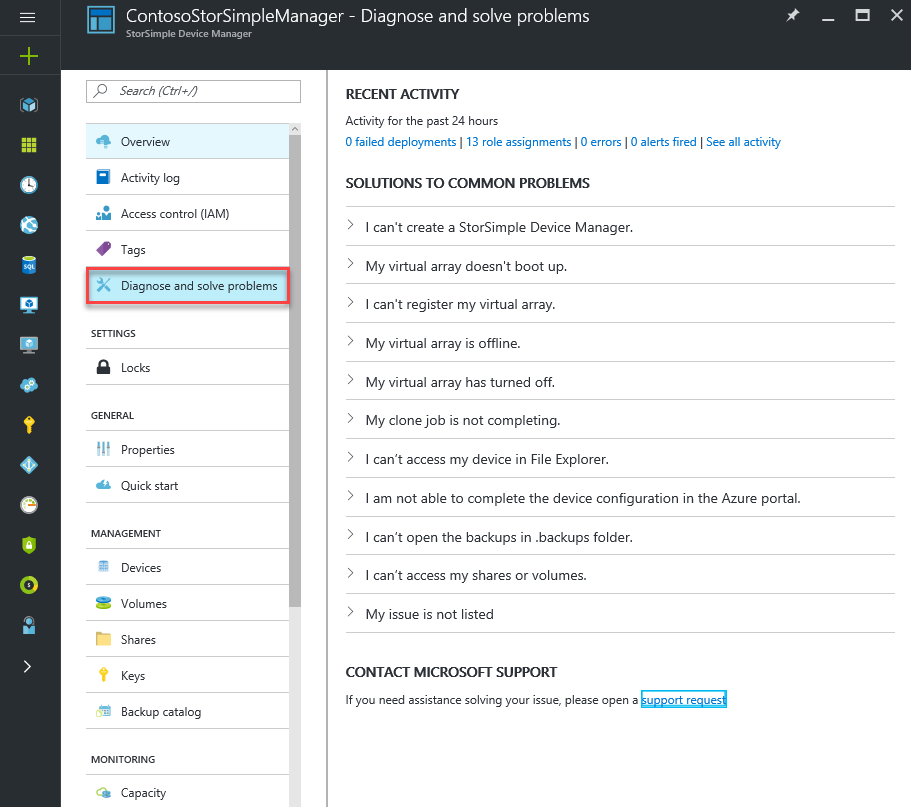 ContosoStorSimpleManager - Diagnose and solve problems
StorSimple Device Manager
Search (Ctrl+/)
Overview
Activity log
Access control (IAM)
Tags
Diagnose and solve problems
SETTINGS
Locks
GENERAL
Properties
Quick start
MANAGEMENT
Devices
Volumes
Shares
Keys
Backup catalog
MONITORING
Capacity
RECENT ACTIVITY
Activity for the past 24 hours
0 failed deployments | 13 role assignments | 0 errors | 0 alerts fired | See all activity
SOLUTIONS TO COMMON PROBLEMS
I can't create a StorSimple Device Manager.
My virtual array doesn't boot up.
I can't register my virtual array.
My virtual array is offline.
My virtual array has turned off.
My clone job is not completing.
I can’t access my device in File Explorer.
I am not able to complete the device configuration in the Azure portal.
I can’t open the backups in .backups folder.
I can’t access my shares or volumes.
My issue is not listed
CONTACT MICROSOFT SUPPORT
If you need assistance solving your issue, please open a support request
SQL